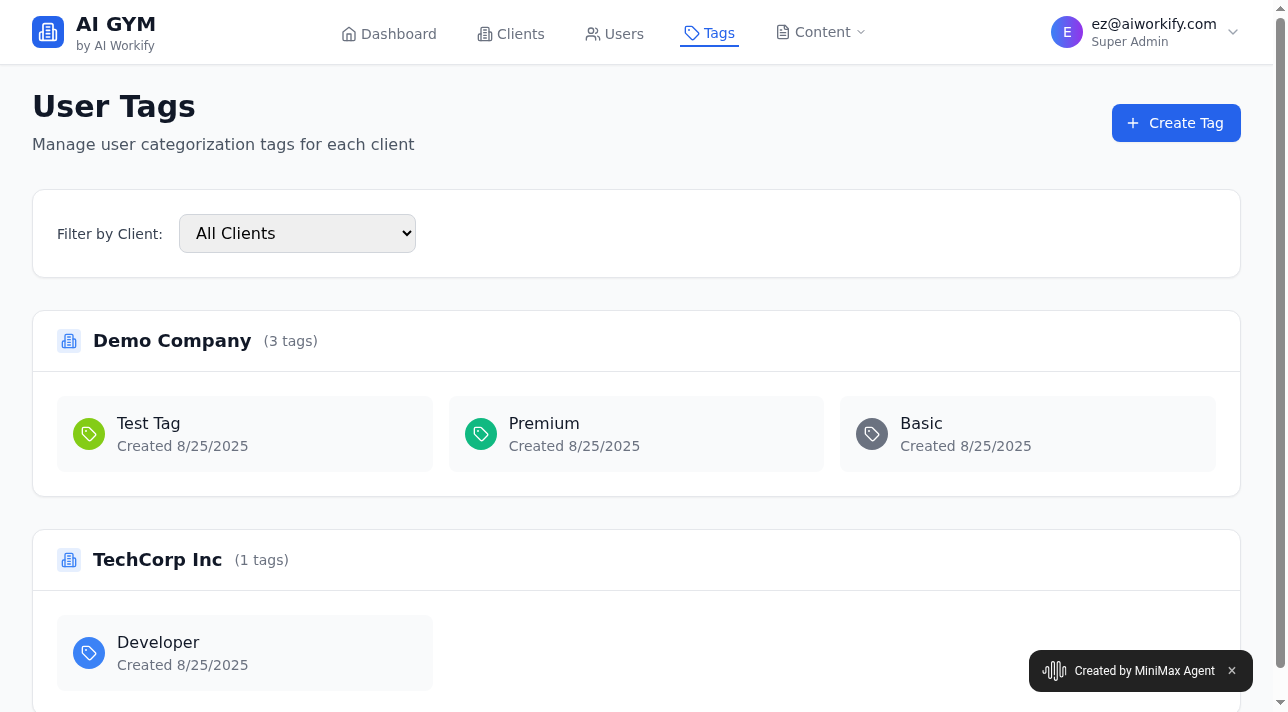 AI GYM
by AI Workify
Dashboard
Clients
Users
Tags
Content
E
ez@aiworkify.com
Super Admin
User Tags
Manage user categorization tags for each client
Create Tag
Filter by Client:
All Clients
Demo Company (3 tags)
Test Tag
Created 8/25/2025
Premium
Created 8/25/2025
Basic
Created 8/25/2025
TechCorp Inc (1 tags)
Developer
Created 8/25/2025
Created by MiniMax Agent